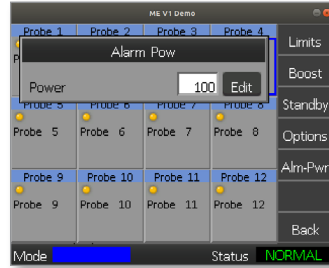 ME V1 Demo
Probe 1 Probe 2 Probe 3 Probe 4
Limits
Alarm Pow
Boost
Power 100 Edit
Probe 5 Probe 6 Probe 7 Probe 8
Standby
Probe 5 Probe 6 Probe 7 Probe 8
Options
Alm-Pwr
Probe 9 Probe 10 Probe 11 Probe 12
Probe 9 Probe 10 Probe 11 Probe 12
Back
Mode Status NORMAL